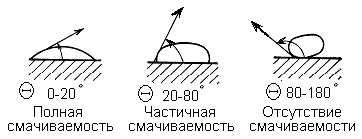 Θ 0-20° Θ 20-80° Θ 80-180°
Полная Частичная Отсутствие
смачиваемость смачиваемость смачиваемости